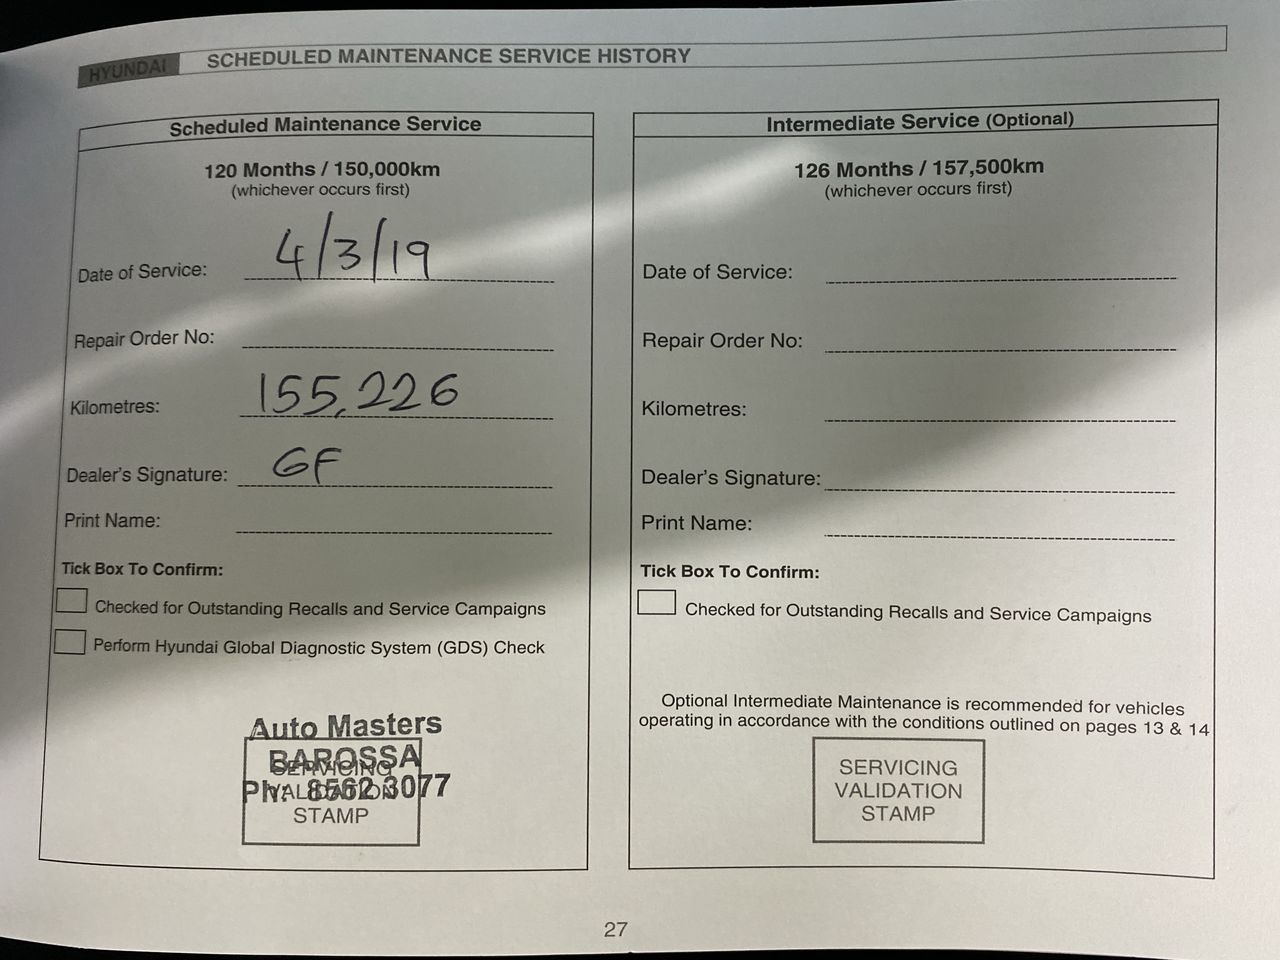 HYUNDAI SCHEDULED MAINTENANCE SERVICE HISTORY
Scheduled Maintenance Service
120 Months / 150,000km
(whichever occurs first)
Date of Service: 4/3/19
Repair Order No:
Kilometres: 155,226
Dealer's Signature: GF
Print Name:
Tick Box To Confirm:
Checked for Outstanding Recalls and Service Campaigns
Perform Hyundai Global Diagnostic System (GDS) Check
Auto Masters
BAROSSA
Ph: 8562 3077
SERVICING
VALIDATION
STAMP
Intermediate Service (Optional)
126 Months / 157,500km
(whichever occurs first)
Date of Service:
Repair Order No:
Kilometres:
Dealer's Signature:
Print Name:
Tick Box To Confirm:
Checked for Outstanding Recalls and Service Campaigns
Optional Intermediate Maintenance is recommended for vehicles
operating in accordance with the conditions outlined on pages 13 & 14
SERVICING
VALIDATION
STAMP
27